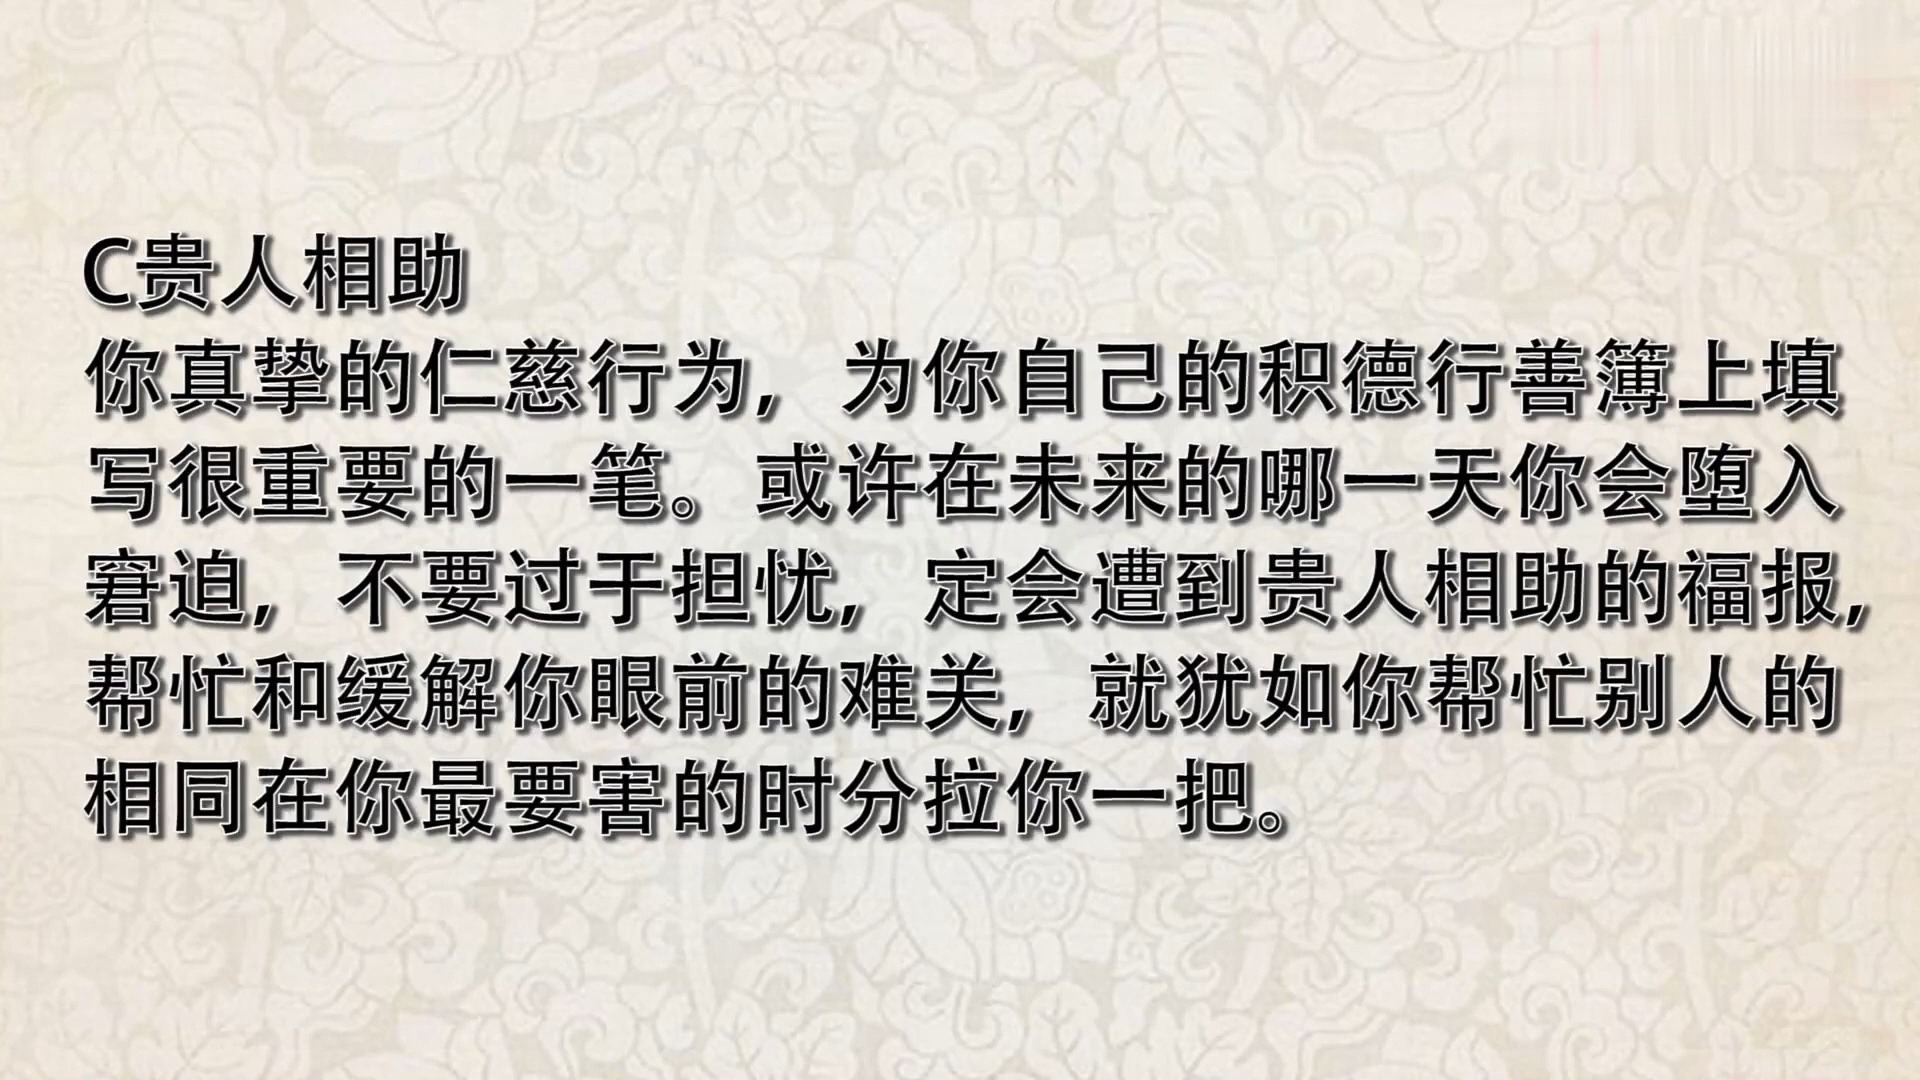 C贵人相助
你真挚的仁慈行为，为你自己的积德行善簿上填
写很重要的一笔。或许在未来的哪一天你会堕入
窘迫，不要过于担忧，定会遭到贵人相助的福报，
帮忙和缓解你眼前的难关，就犹如你帮忙别人的
相同在你最要害的时分拉你一把。